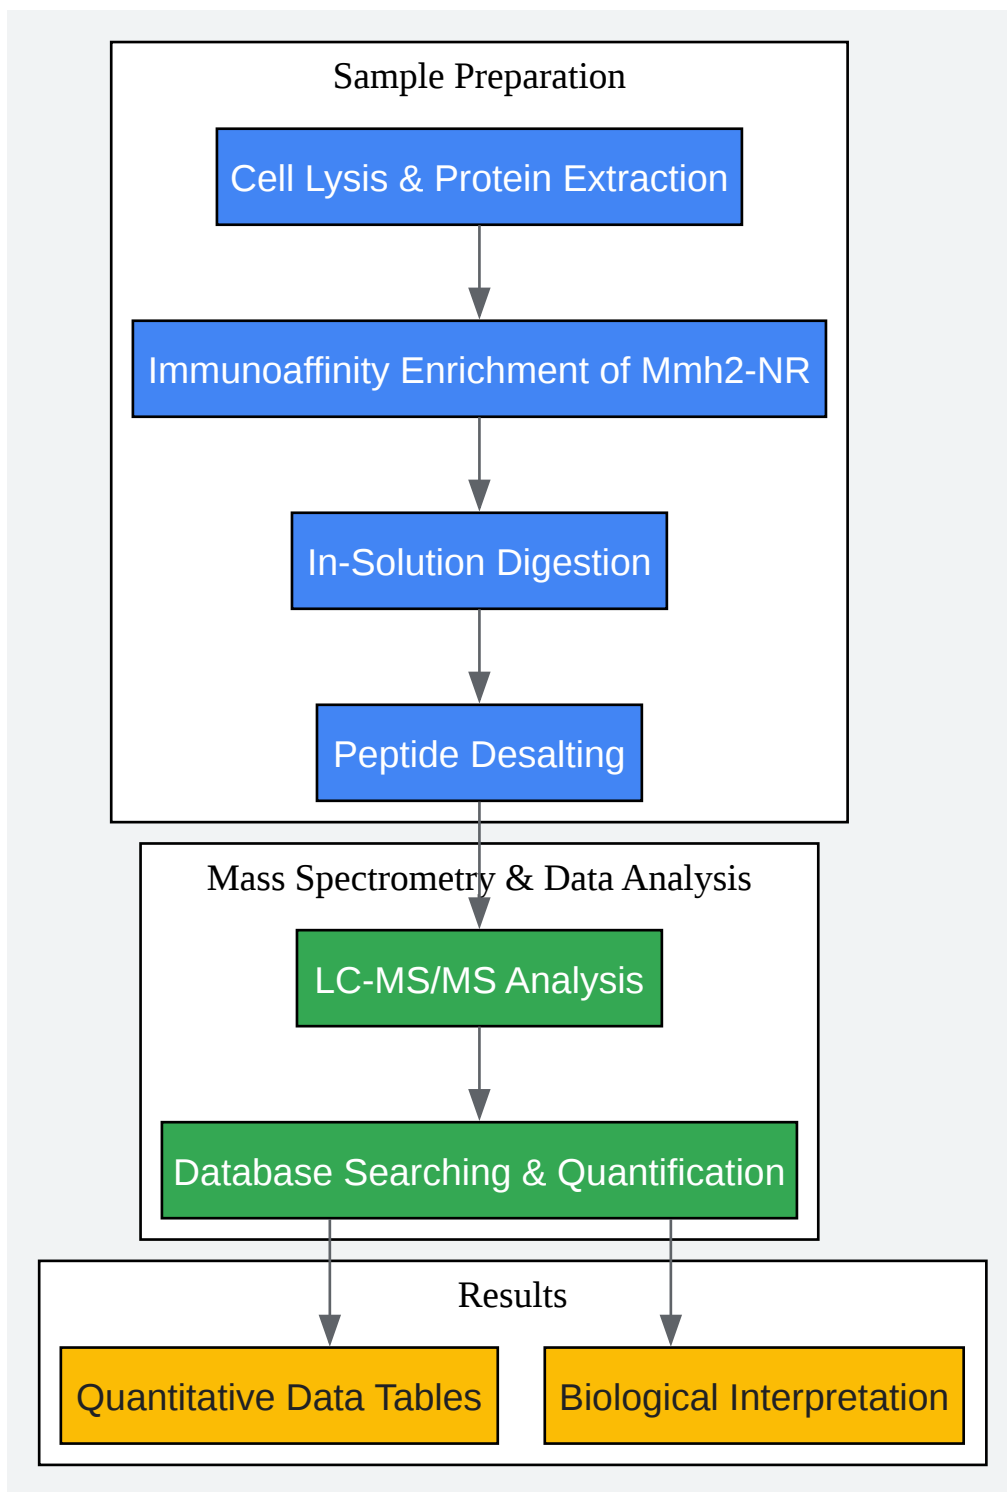 Sample Preparation
Cell Lysis & Protein Extraction
Immunoaffinity Enrichment of Mmh2-NR
In-Solution Digestion
Peptide Desalting
Mass Spectrometry & Data Analysis
LC-MS/MS Analysis
Database Searching & Quantification
Results
Quantitative Data Tables
Biological Interpretation